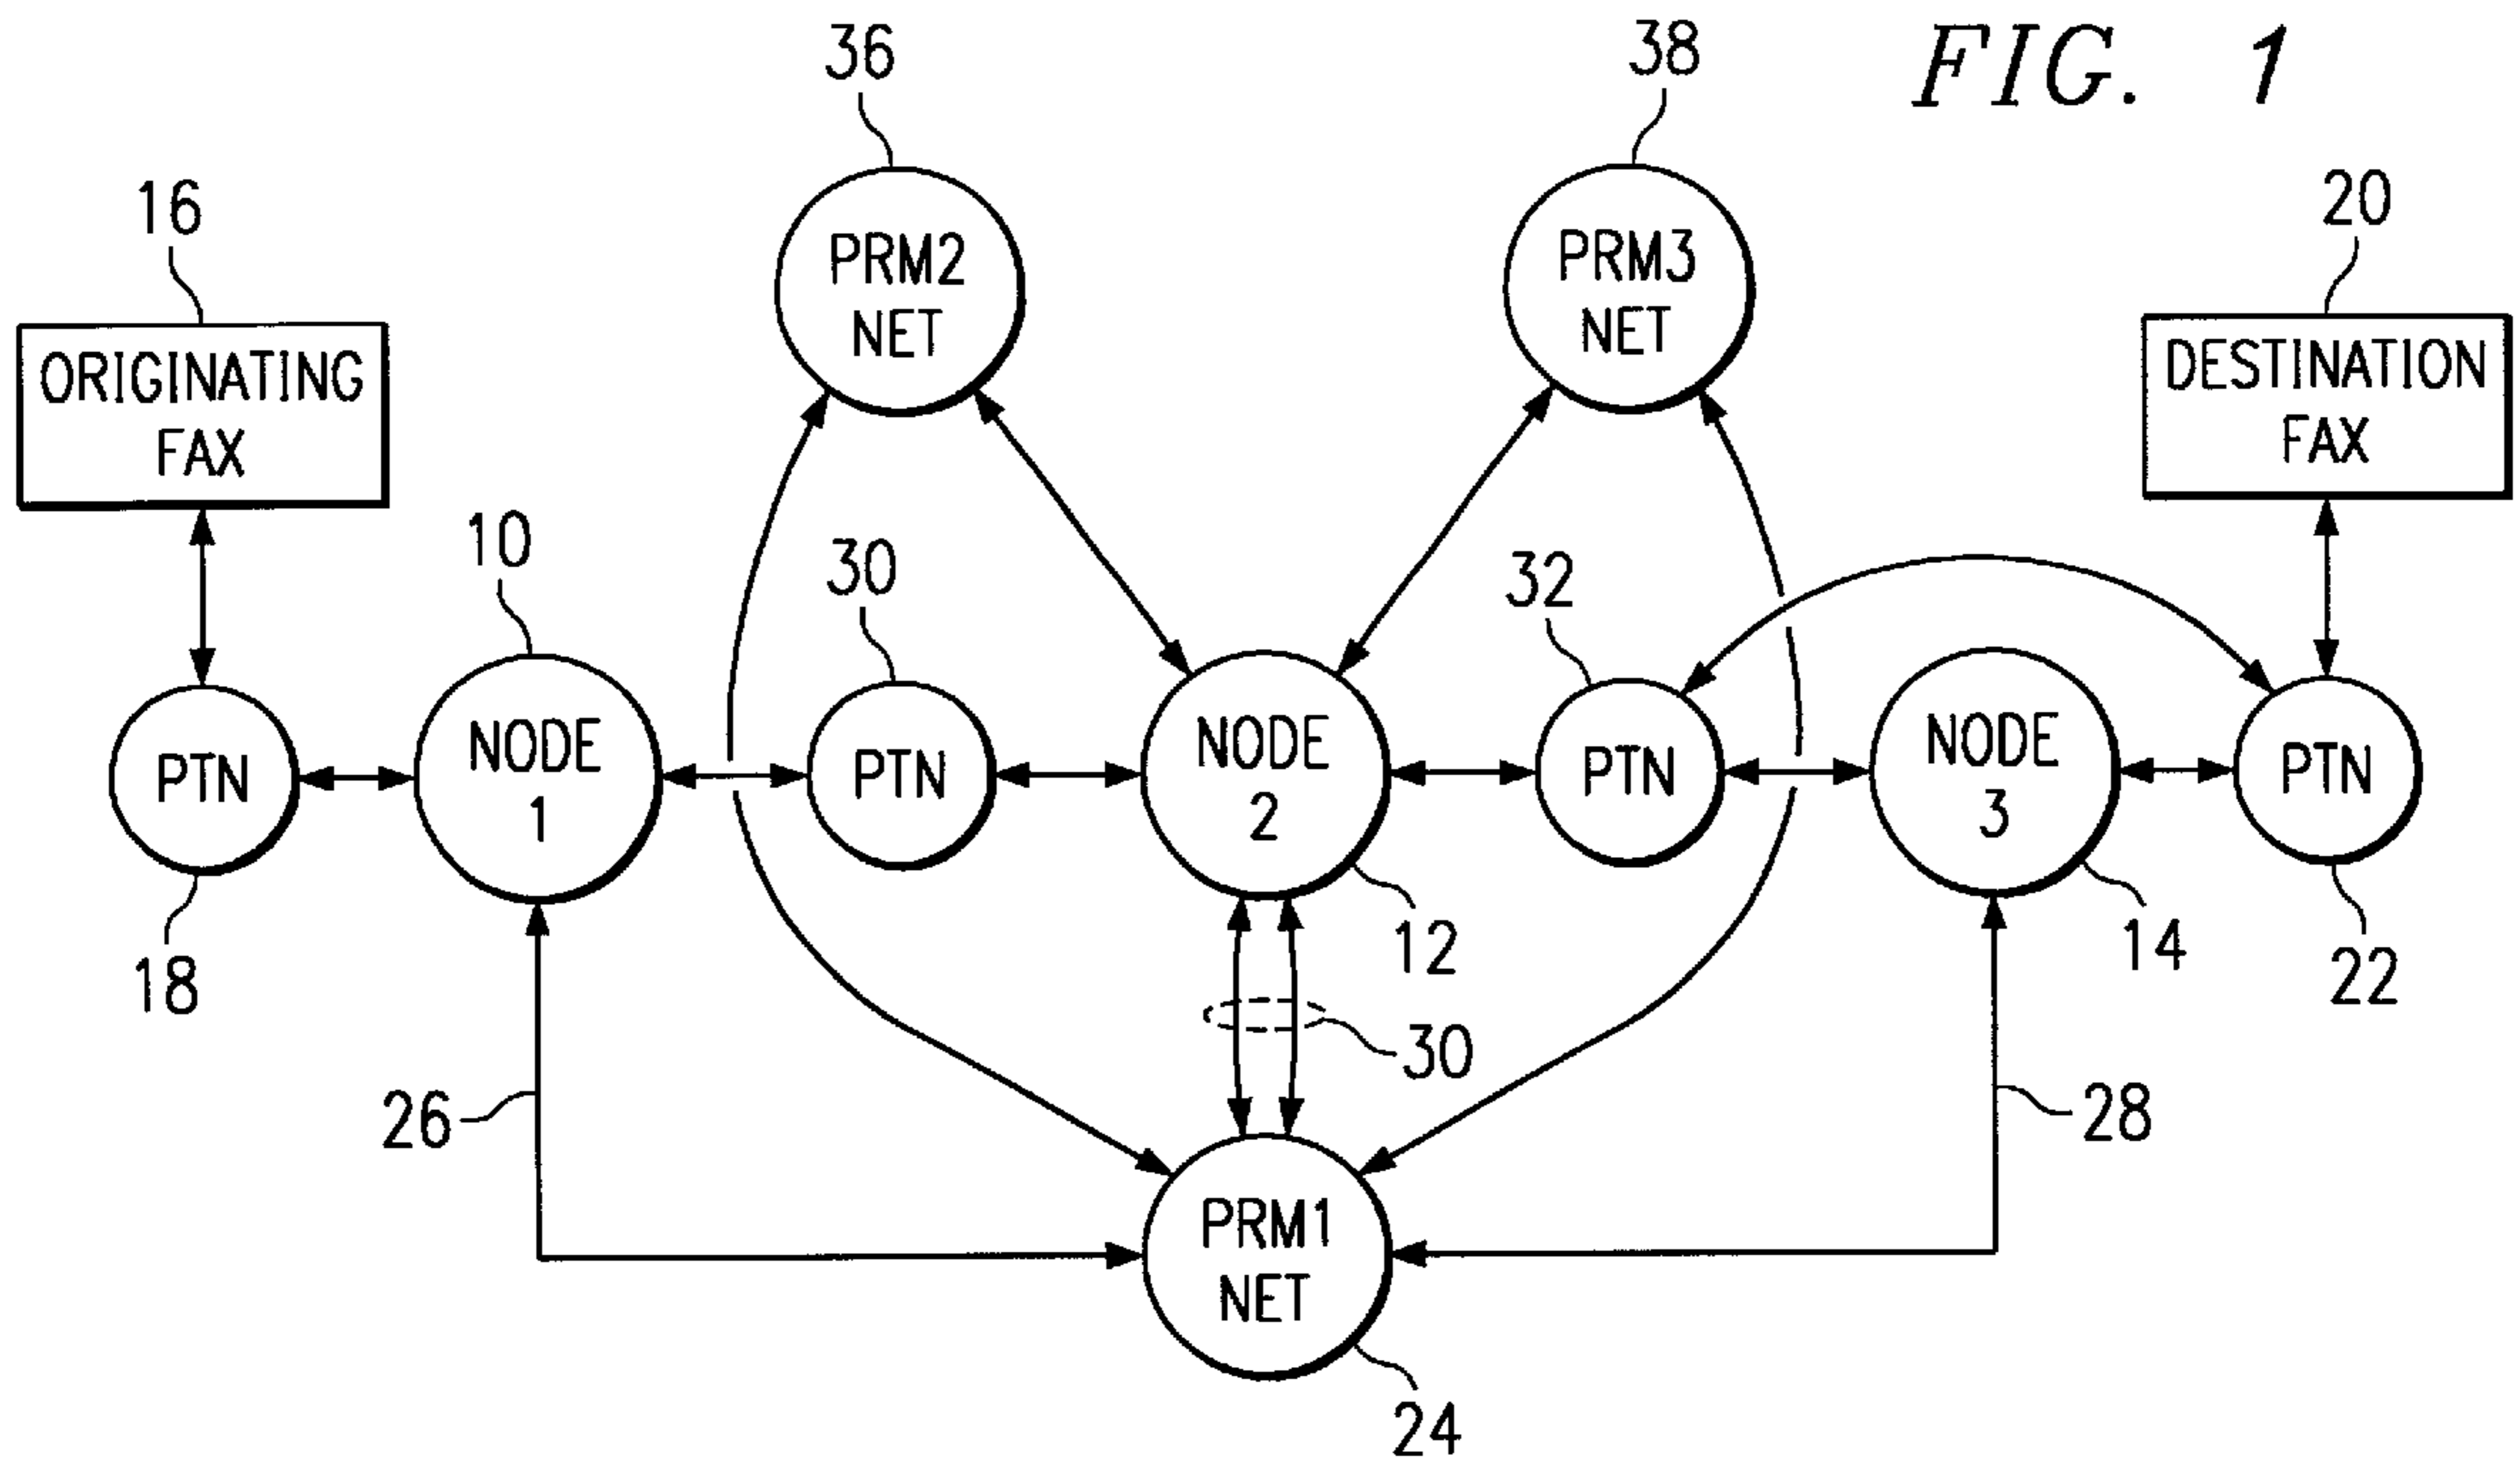 FIG. 1
36
38
16
20
PRM2
NET
PRM3
NET
ORIGINATING
FAX
DESTINATION
FAX
10
30
32
PTN
NODE
1
PTN
NODE
2
PTN
NODE
3
PTN
18
12
14
22
30
26
28
PRM1
NET
24